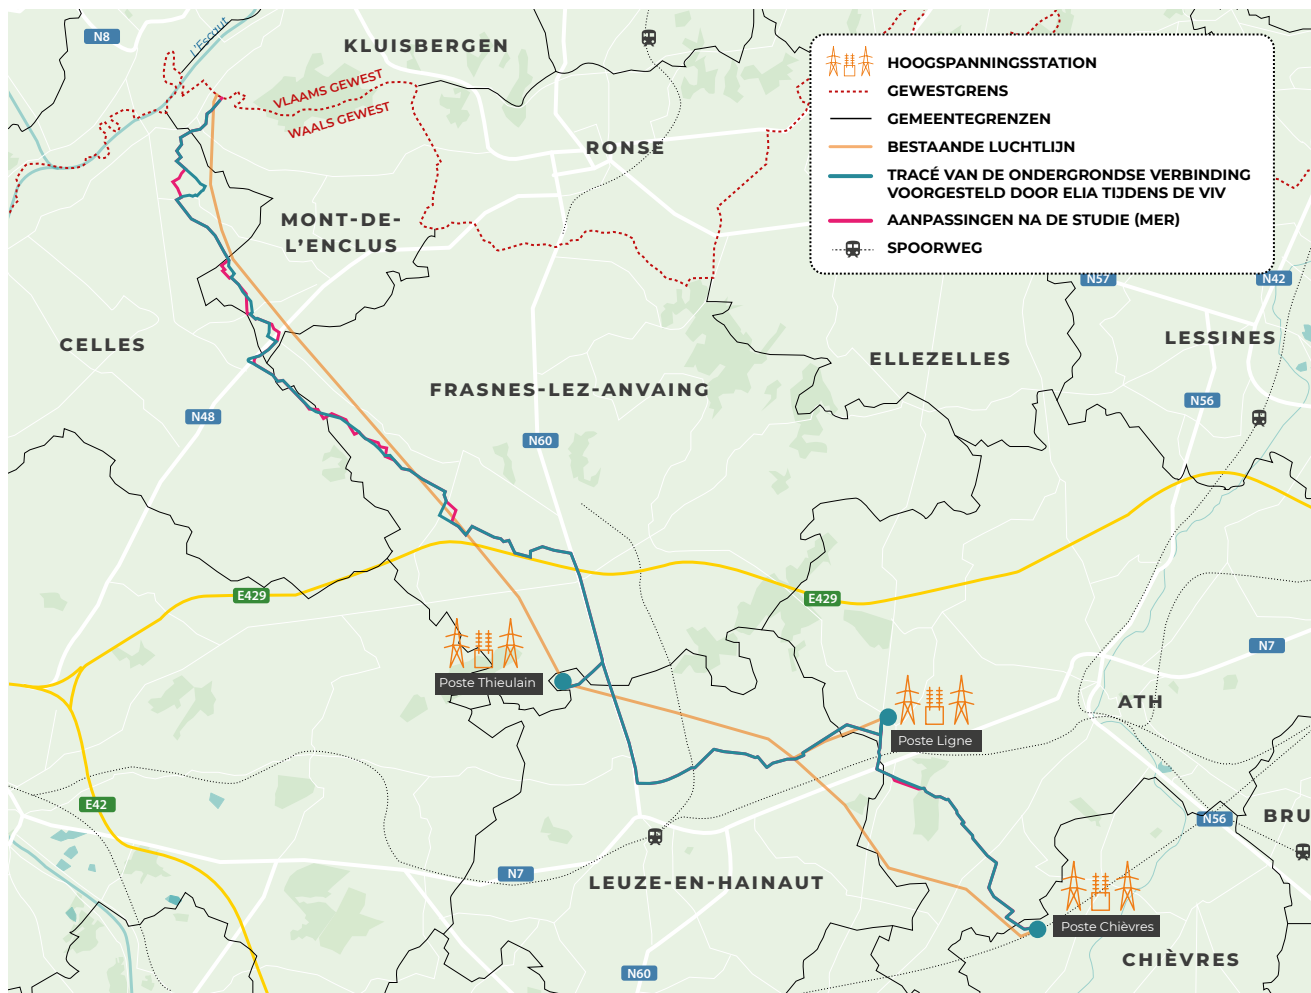 N8
L'Escaut
KLUISBERGEN
VLAAMS GEWEST
WAALS GEWEST
RONSE
HOOGSPANNINGSSTATION
GEWESTGRENS
GEMEENTEGRENZEN
BESTAANDE LUCHTLIJN
TRACÉ VAN DE ONDERGRONDSE VERBINDING
VOORGESTELD DOOR ELIA TIJDENS DE VIV
AANPASSINGEN NA DE STUDIE (MER)
SPOORWEG
MONT-DE-
L'ENCLUS
N57
N42
CELLES
LESSINES
ELLEZELLES
FRASNES-LEZ-ANVAING
N48
N60
N56
E429
E429
N7
Poste Thieulain
ATH
Poste Ligne
E42
N56
BRU
N7
LEUZE-EN-HAINAUT
Poste Chièvres
CHIÈVRES
N60